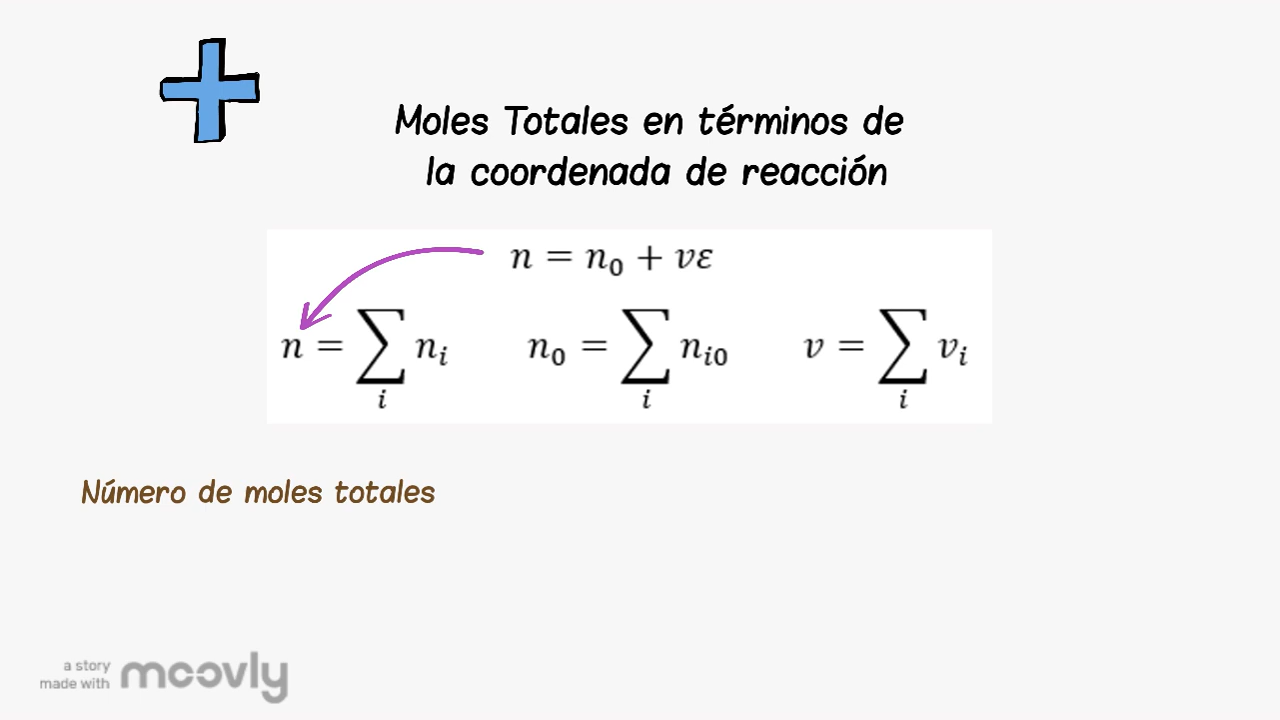 Moles Totales en términos de
la coordenada de reacción
n = n₀ + vε
n = ∑ᵢ nᵢ n₀ = ∑ᵢ nᵢ₀ v = ∑ᵢ vᵢ
Número de moles totales
a story
made with moovly